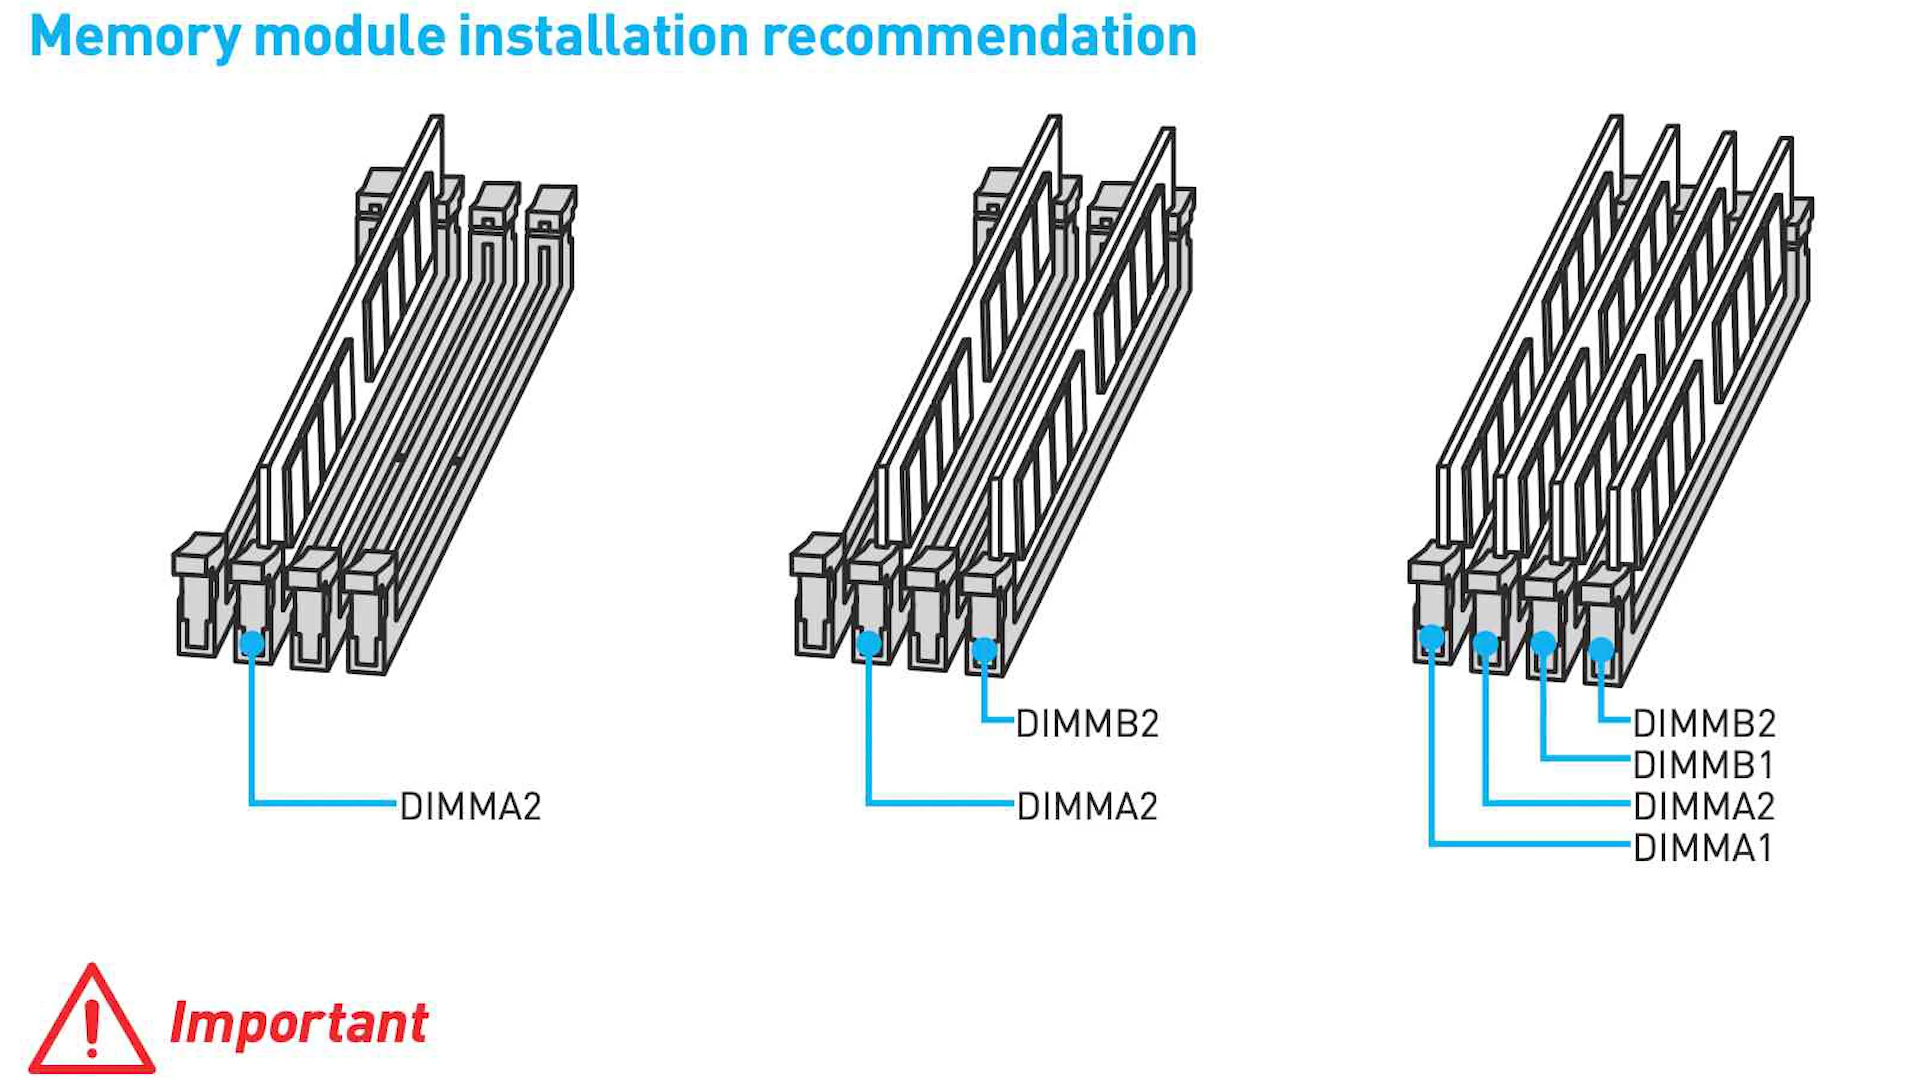 Memory module installation recommendation
DIMMA2
DIMMB2
DIMMA2
DIMMB2
DIMMB1
DIMMA2
DIMMA1
Important